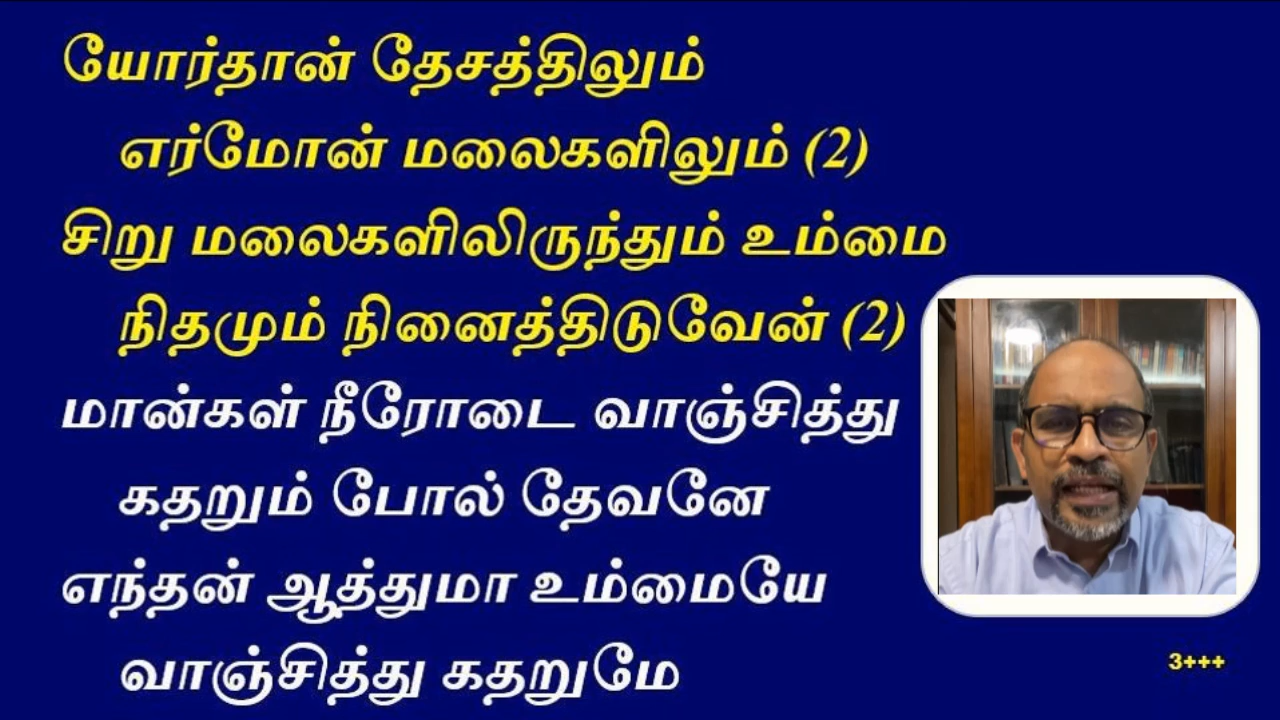 யோர்தான் தேசத்திலும்
எர்மோன் மலைகளிலும் (2)
சிறு மலைகளிலிருந்தும் உம்மை
நிதமும் நினைத்திடுவேன் (2)
மான்கள் நீரோடை வாஞ்சித்து
கதறும் போல் தேவனே
எந்தன் ஆத்துமா உம்மையே
வாஞ்சித்து கதறுமே
3+++